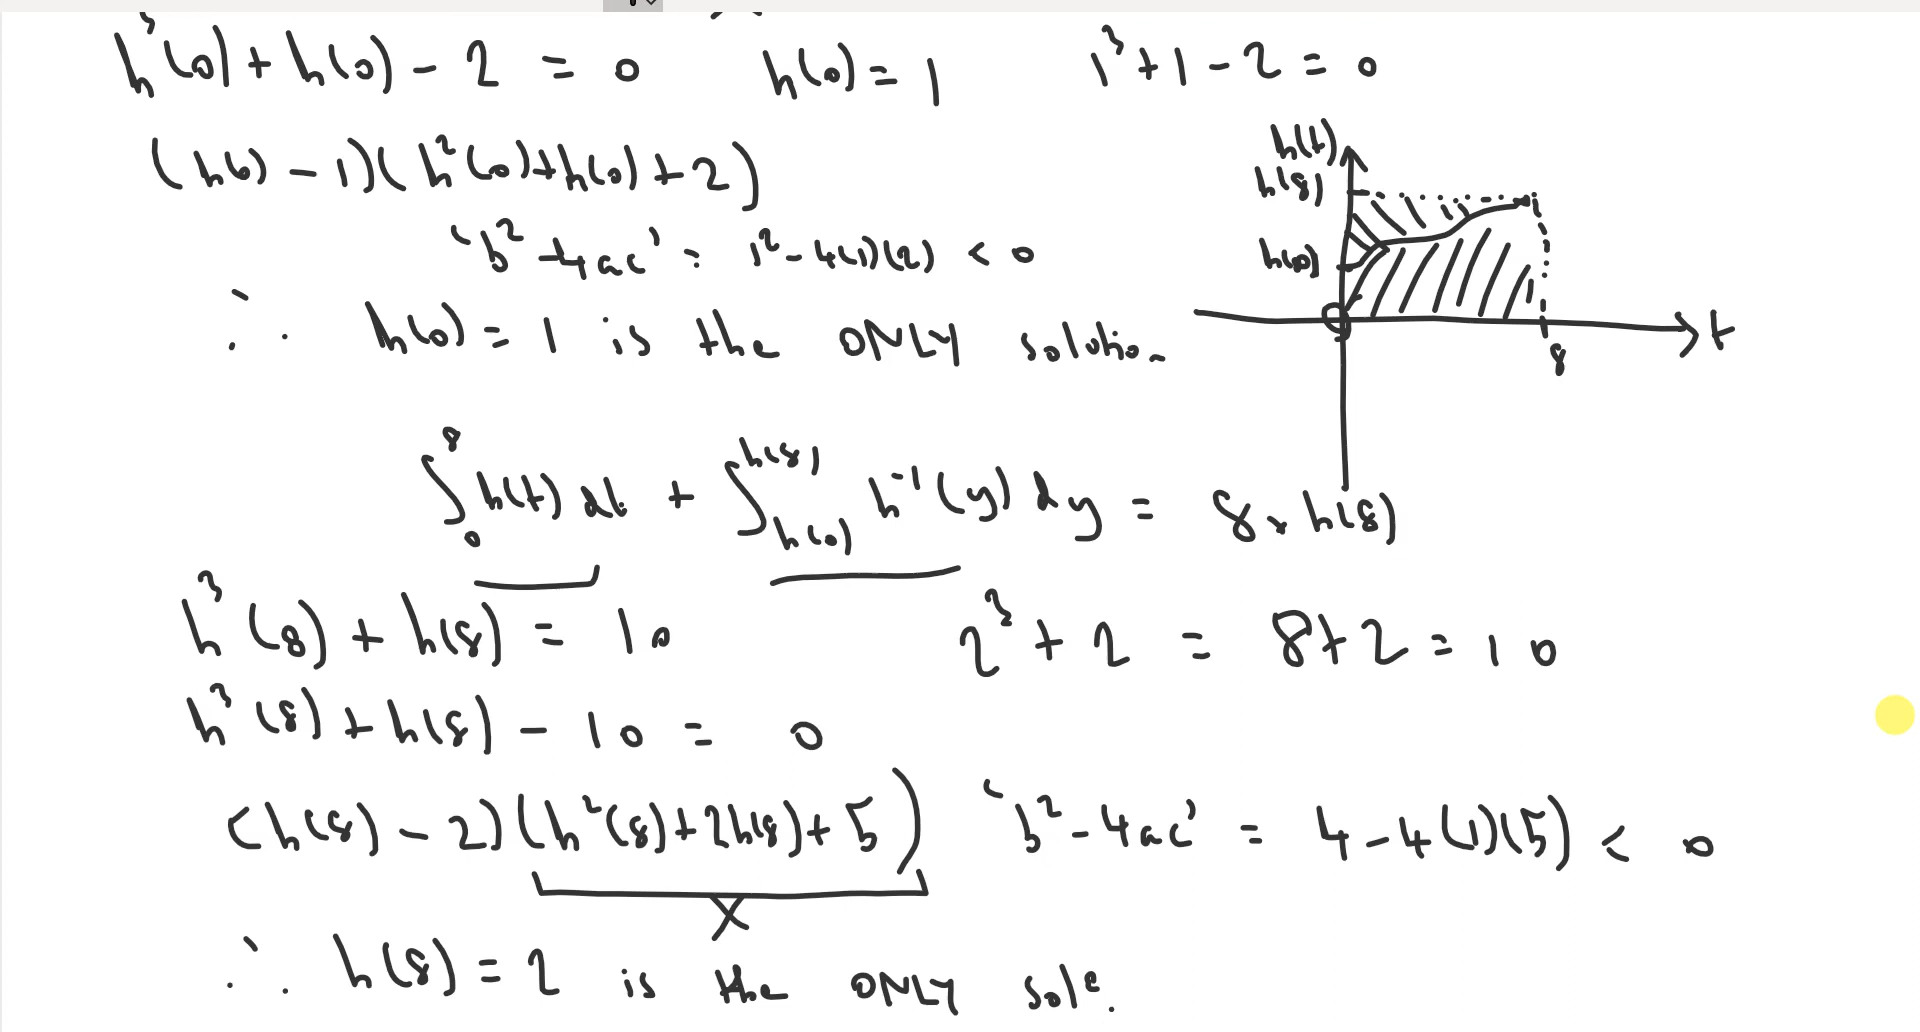 h³(0) + h(0) - 2 = 0 h(0) = 1 1³ + 1 - 2 = 0
(h(0) - 1)(h²(0) + h(0) + 2)
h(t)
h(8)
h(0)
t
8
'b² - 4ac' = 1² - 4(1)(2) < 0
∴ h(0) = 1 is the ONLY solution
∫₀⁸ h(t) dt + ∫_{h(0)}^{h(8)} h⁻¹(y) dy = 8 × h(8)
h³(8) + h(8) = 10 2³ + 2 = 8 + 2 = 10
h³(8) + h(8) - 10 = 0
(h(8) - 2)(h²(8) + 2h(8) + 5) 'b² - 4ac' = 4 - 4(1)(5) < 0
X
∴ h(8) = 2 is the ONLY solⁿ.